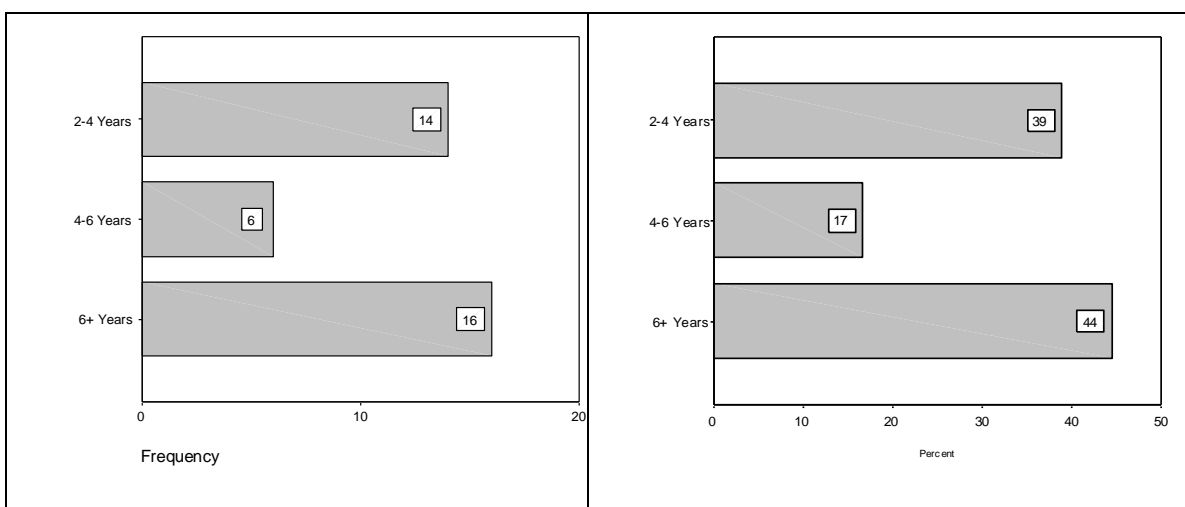 2-4 Years
14
4-6 Years
6
6+ Years
16
0 10 20
Frequency
2-4 Years
39
4-6 Years
17
6+ Years
44
0 10 20 30 40 50
Percent